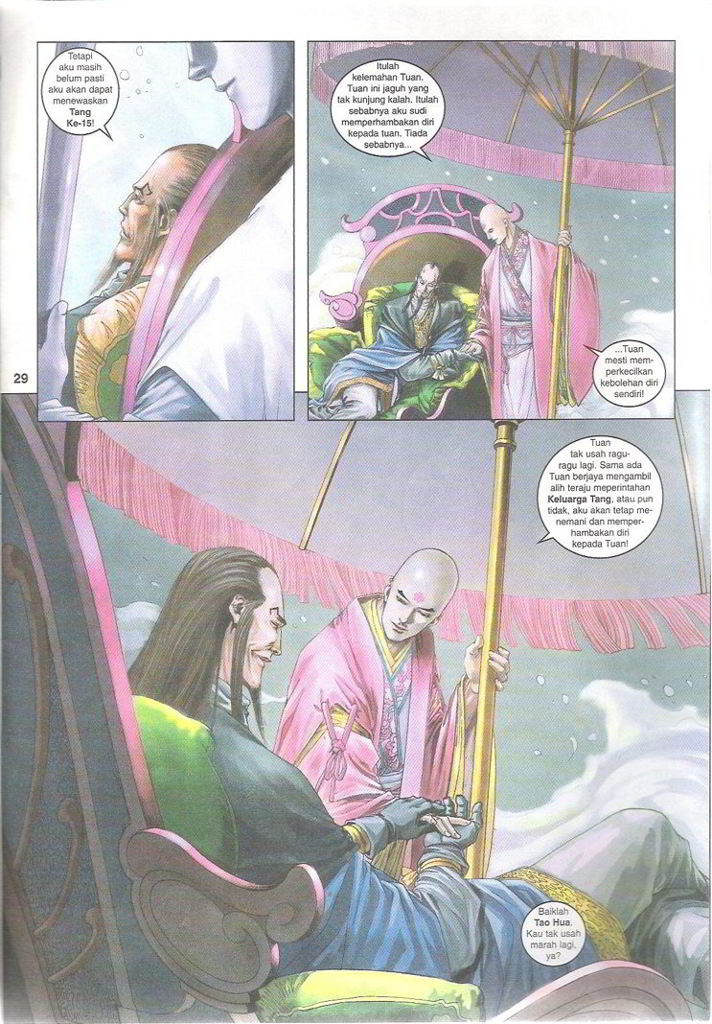 Tetapi
aku masih
belum pasti
aku akan dapat
menewaskan
Tang
Ke-15!
Itulah
kelemahan Tuan.
Tuan ini jaguh yang
tak kunjung kalah. Itulah
sebabnya aku sudi
memperhambakan diri
kepada tuan. Tiada
sebabnya...
...Tuan
mesti mem-
perkecilkan
kebolehan diri
sendiri!
29
Tuan
tak usah ragu-
ragu lagi. Sama ada
Tuan berjaya mengambil
alih teraju meperintahan
Keluarga Tang, atau pun
tidak, aku akan tetap me-
nemani dan memper-
hambakan diri
kepada Tuan!
Baiklah
Tao Hua.
Kau tak usah
marah lagi,
ya?